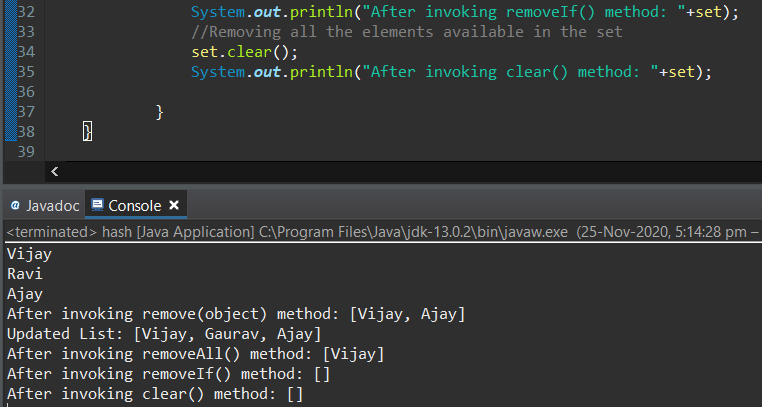 32 System.out.println("After invoking removeIf() method: "+set);
33 //Removing all the elements available in the set
34 set.clear();
35 System.out.println("After invoking clear() method: "+set);
36
37 }
38 }
39
<
@ Javadoc Console ×
<terminated> hash [Java Application] C:\Program Files\Java\jdk-13.0.2\bin\javaw.exe (25-Nov-2020, 5:14:28 pm –
Vijay
Ravi
Ajay
After invoking remove(object) method: [Vijay, Ajay]
Updated List: [Vijay, Gaurav, Ajay]
After invoking removeAll() method: [Vijay]
After invoking removeIf() method: []
After invoking clear() method: []